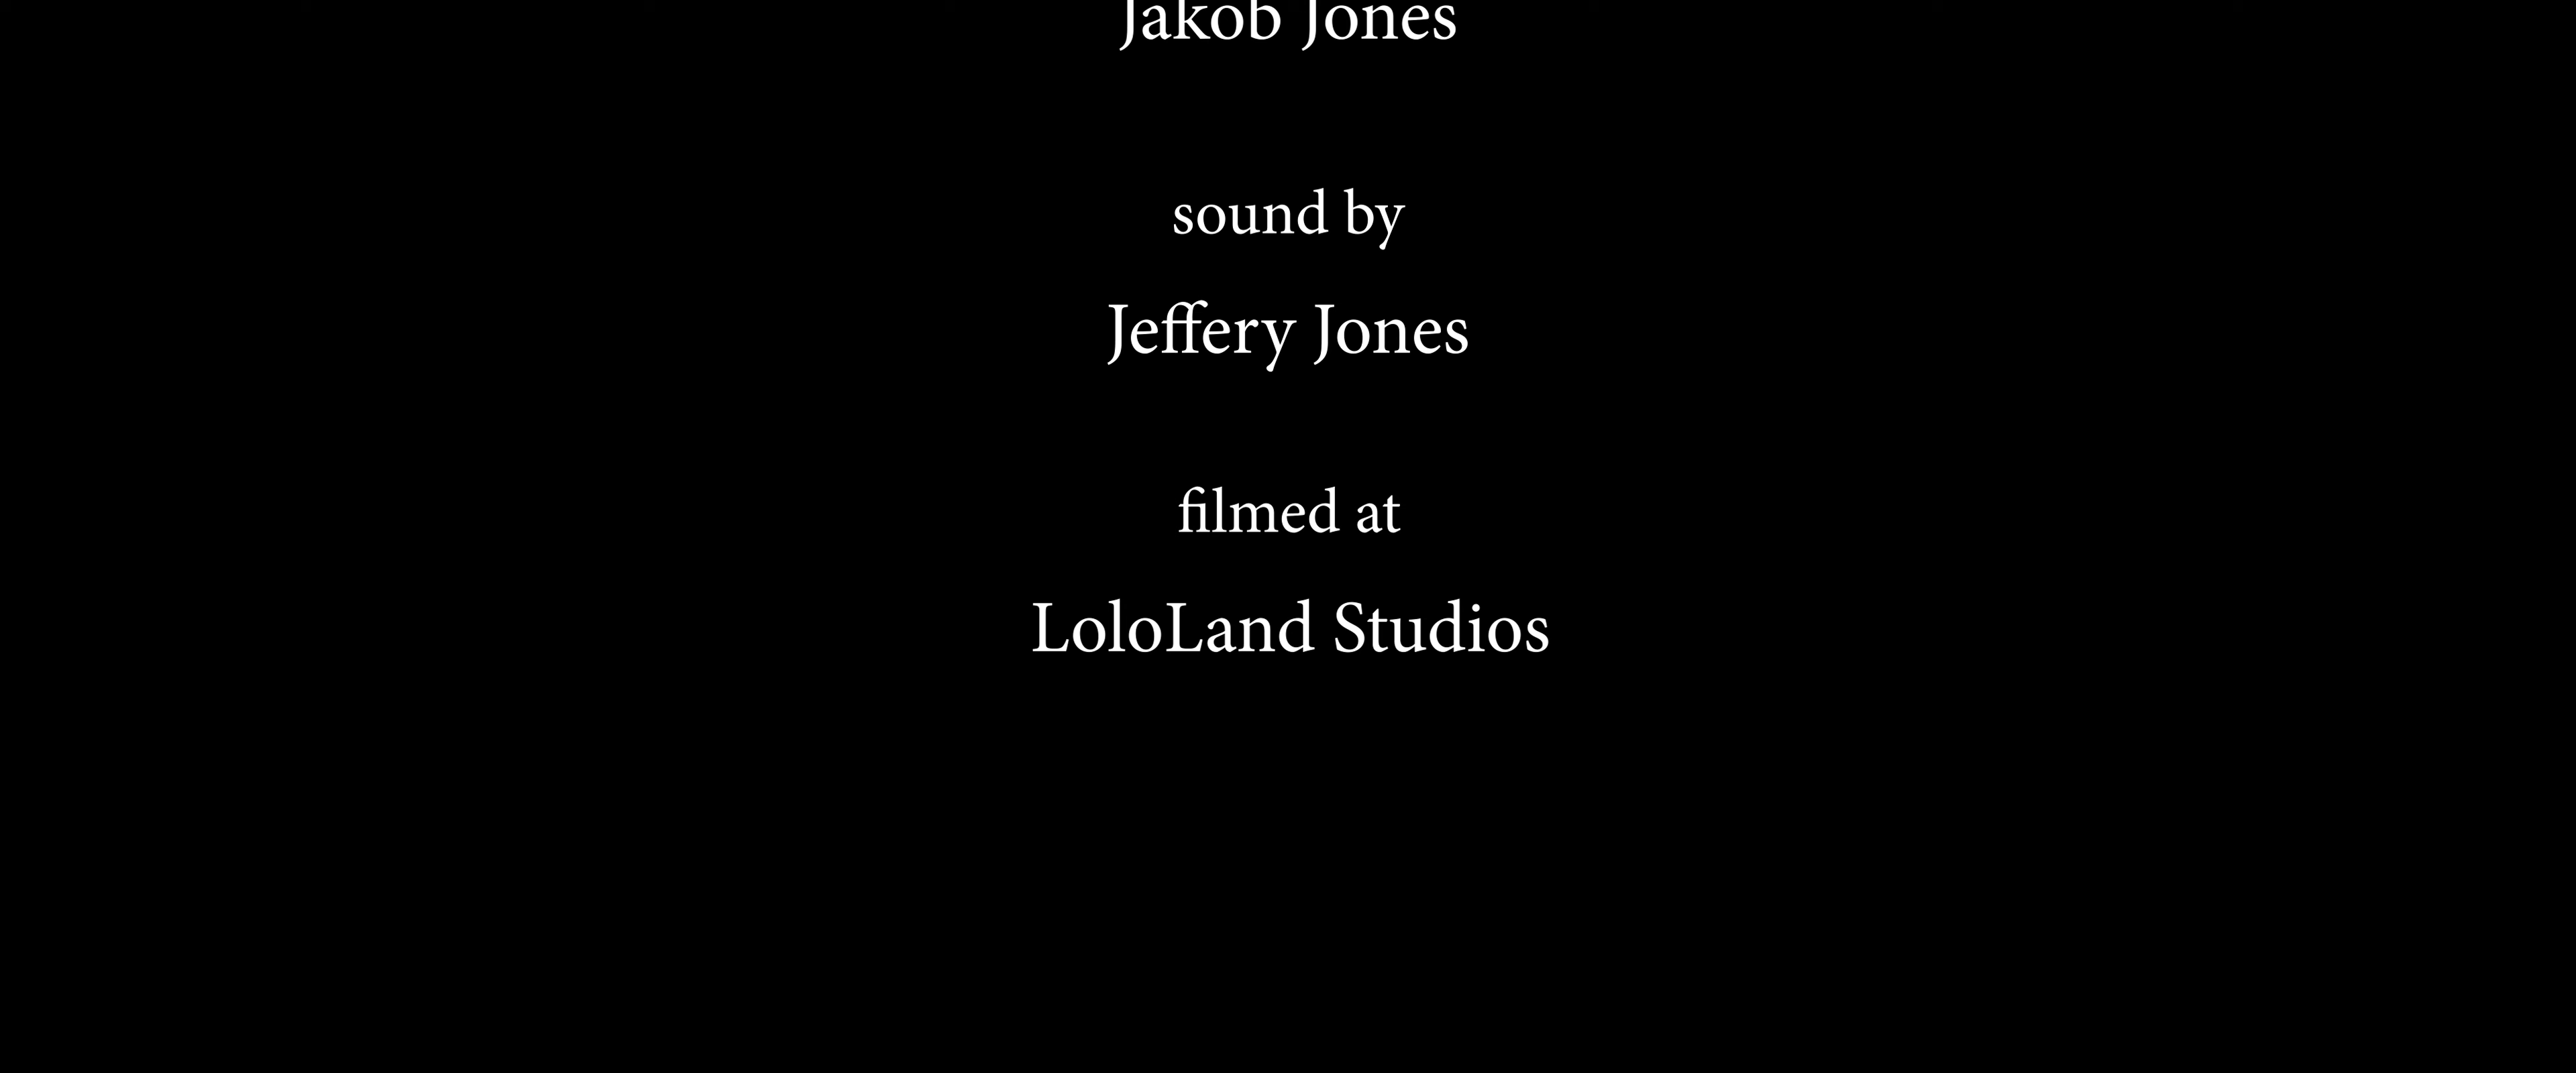 Jakob Jones
sound by
Jeffery Jones
filmed at
LoloLand Studios